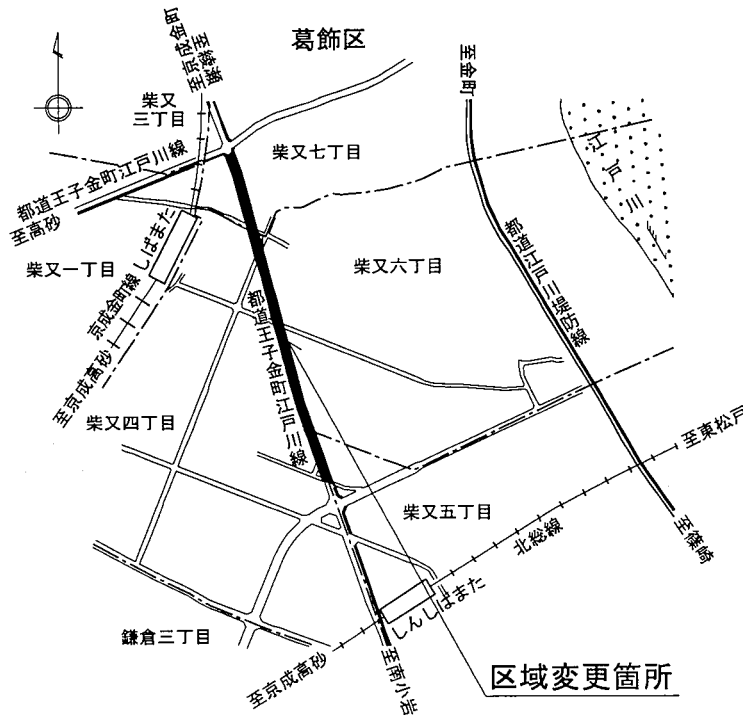 葛飾区
至京成金町
至新柴又
至金町
柴又
三丁目
柴又七丁目
江戸川
都道王子金町江戸川線
至高砂
しばまた
柴又一丁目
柴又六丁目
都道江戸川堤防線
京成金町線
至京成高砂
都道王子金町江戸川線
柴又四丁目
至東松戸
柴又五丁目
北総線
至篠崎
しんしばまた
鎌倉三丁目
至京成高砂
至南小岩
区域変更箇所